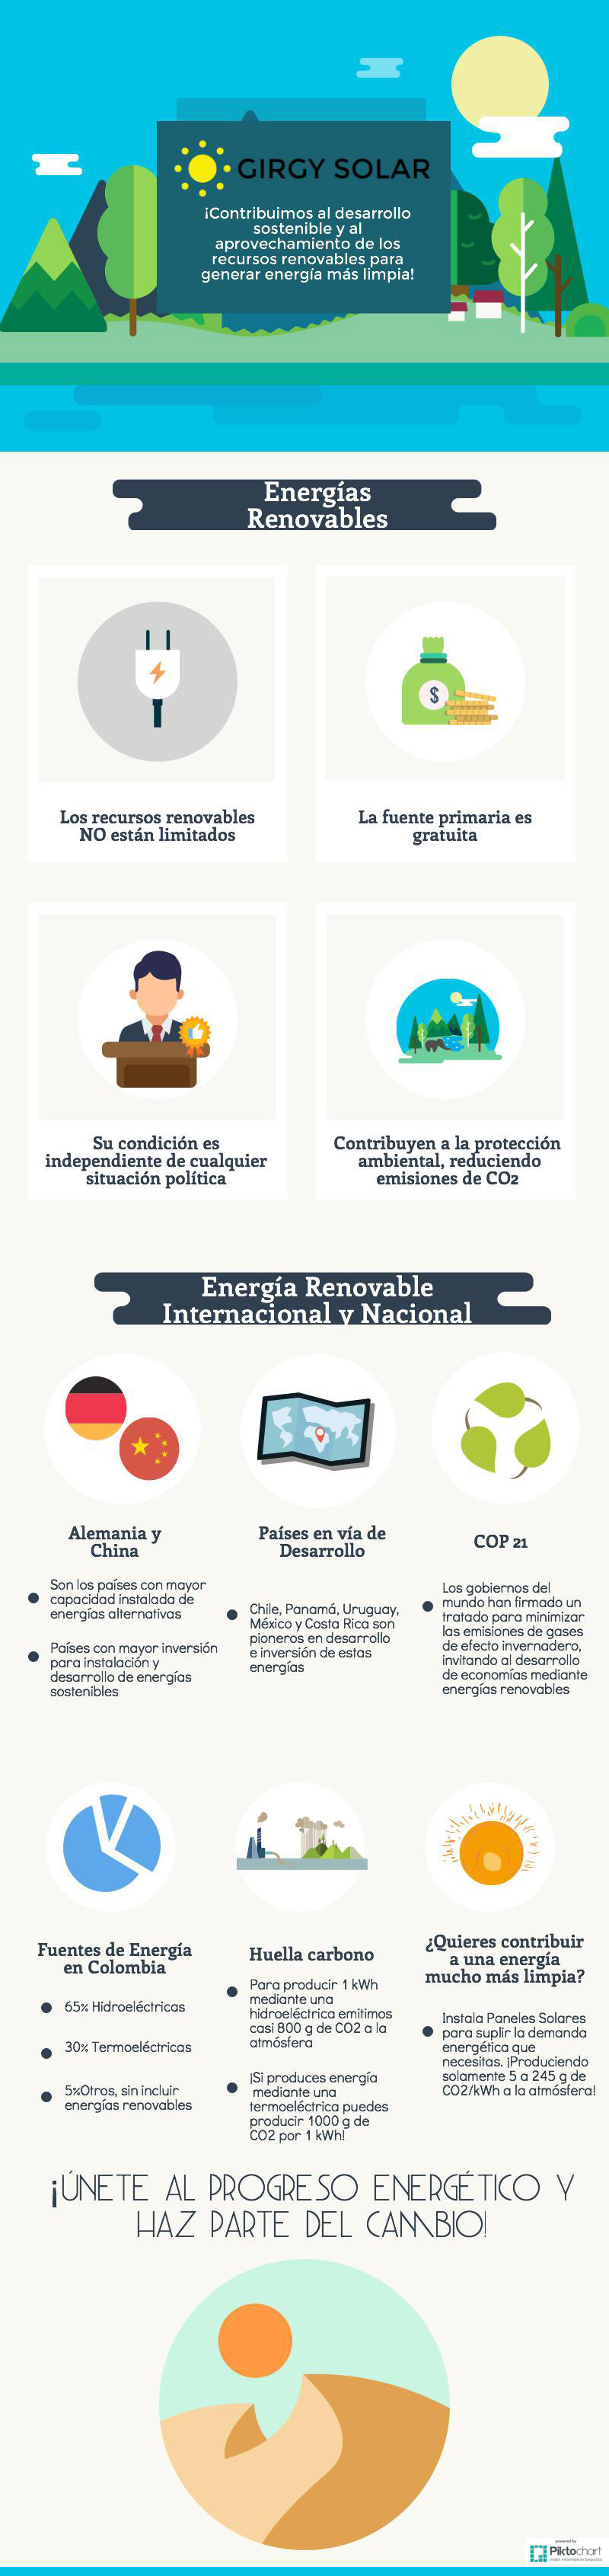 GIRGY SOLAR
¡Contribuimos al desarrollo
sostenible y al
aprovechamiento de los
recursos renovables para
generar energía más limpia!
Energías
Renovables
$
Los recursos renovables
NO están limitados
La fuente primaria es
gratuita
Su condición es
independiente de cualquier
situación política
Contribuyen a la protección
ambiental, reduciendo
emisiones de CO2
Energía Renovable
Internacional y Nacional
Alemania y
China
Son los países con mayor
capacidad instalada de
energías alternativas
Países con mayor inversión
para instalación y
desarrollo de energías
sostenibles
Países en vía de
Desarrollo
Chile, Panamá, Uruguay,
México y Costa Rica son
pioneros en desarrollo
e inversión de estas
energías
COP 21
Los gobiernos del
mundo han firmado un
tratado para minimizar
las emisiones de gases
de efecto invernadero,
invitando al desarrollo
de economías mediante
energías renovables
Fuentes de Energía
en Colombia
65% Hidroeléctricas
30% Termoeléctricas
5%Otros, sin incluir
energías renovables
Huella carbono
Para producir 1 kWh
mediante una
hidroeléctrica emitimos
casi 800 g de CO2 a la
atmósfera
¡Si produces energía
mediante una
termoeléctrica puedes
producir 1000 g de
CO2 por 1 kWh!
¿Quieres contribuir
a una energía
mucho más limpia?
Instala Paneles Solares
para suplir la demanda
energética que
necesitas. ¡Produciendo
solamente 5 a 245 g de
CO2/kWh a la atmósfera!
¡ÚNETE AL PROGRESO ENERGÉTICO Y
HAZ PARTE DEL CAMBIO!
powered by
Piktochart
make information beautiful